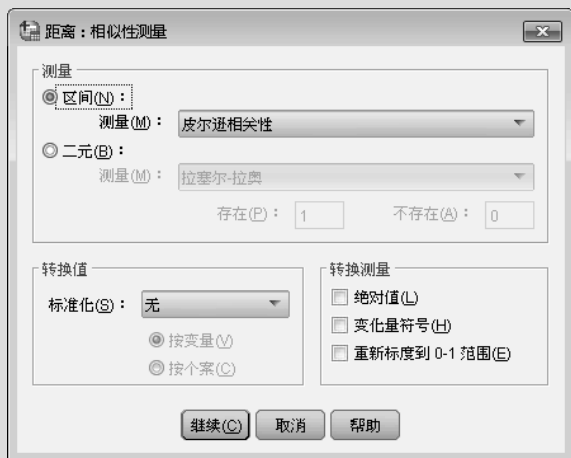 距离：相似性测量
测量
区间(N)：
测量(M)： 皮尔逊相关性
二元(B)：
测量(M)： 拉塞尔-拉奥
存在(P)： 1 不存在(A)： 0
转换值
标准化(S)： 无
按变量(V)
按个案(C)
转换测量
绝对值(L)
变化量符号(H)
重新标度到 0-1 范围(E)
继续(C) 取消 帮助